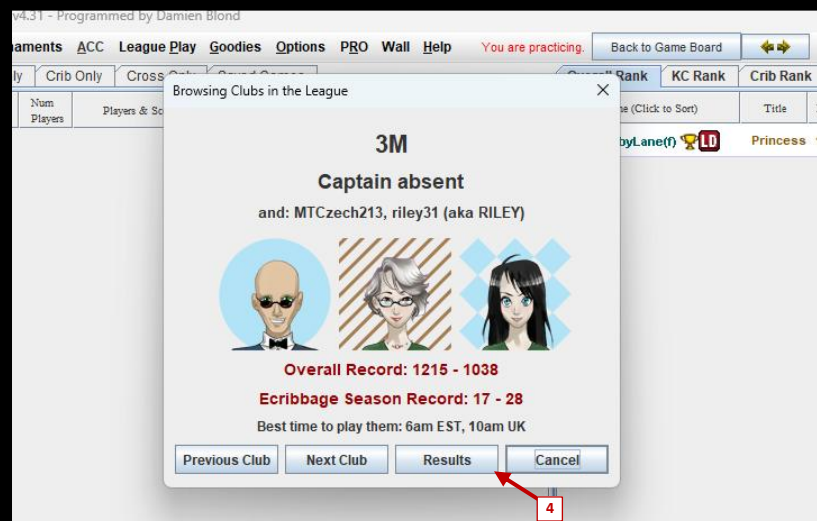 v4.31 - Programmed by Damien Blond
ACC League Play Goodies Options PRO Wall Help You are practicing. Back to Game Board
Crib Only Overall Rank KC Rank Crib Rank
Num Players
Players &
(Click to Sort)
Title
Browsing Clubs in the League
LD
Princess
3M
Captain absent
and: MTCzech213, riley31 (aka RILEY)
Overall Record: 1215 - 1038
Ecribbage Season Record: 17 - 28
Best time to play them: 6am EST, 10am UK
Previous Club Next Club Results Cancel
4